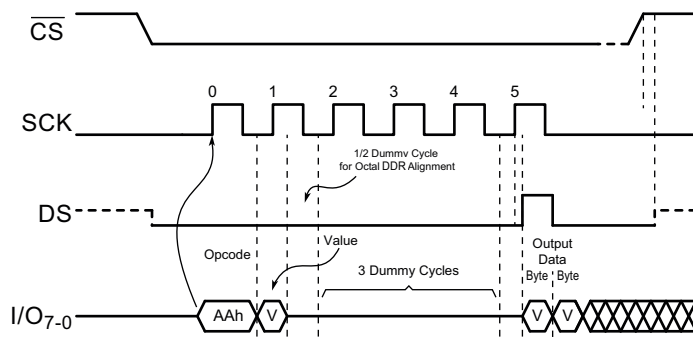 CS
0 1 2 3 4 5
SCK
1/2 Dummv Cycle
for Octal DDR Alignment
DS
Opcode
Value
3 Dummy Cycles
Output
Data
Byte Byte
I/O7-0
AAh V V V